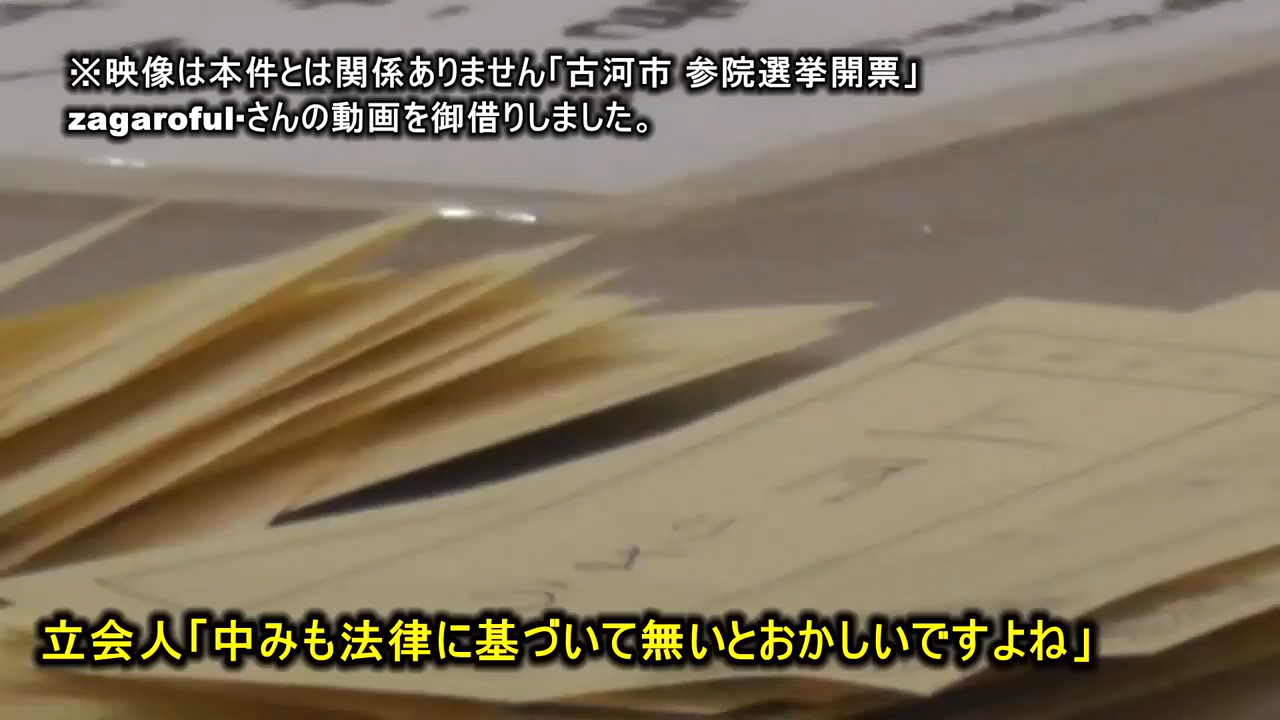 ※映像は本件とは関係ありません「古河市 参院選挙開票」
zagaroful·さんの動画を御借りしました。
立会人「中みも法律に基づいて無いとおかしいですよね」